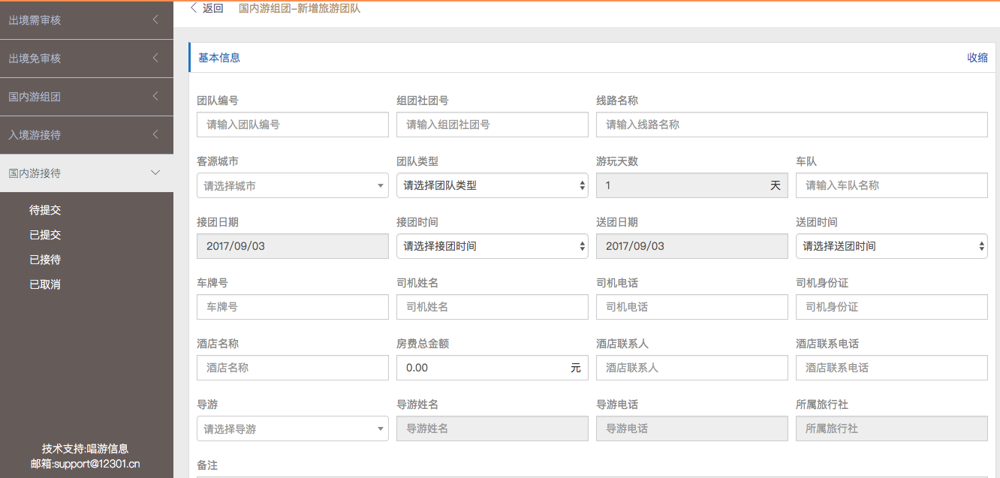 返回 国内游组团-新增旅游团队
出境需审核
出境免审核
国内游组团
入境游接待
国内游接待
待提交
已提交
已接待
已取消
技术支持:唱游信息
邮箱:support@12301.cn
基本信息 收缩
团队编号 组团社团号 线路名称
请输入团队编号 请输入组团社团号 请输入线路名称
客源城市 团队类型 游玩天数 车队
请选择城市 请选择团队类型 1 天 请输入车队名称
接团日期 接团时间 送团日期 送团时间
2017/09/03 请选择接团时间 2017/09/03 请选择送团时间
车牌号 司机姓名 司机电话 司机身份证
车牌号 司机姓名 司机电话 司机身份证
酒店名称 房费总金额 酒店联系人 酒店联系电话
酒店名称 0.00 元 酒店联系人 酒店联系电话
导游 导游姓名 导游电话 所属旅行社
请选择导游 导游姓名 导游电话 所属旅行社
备注